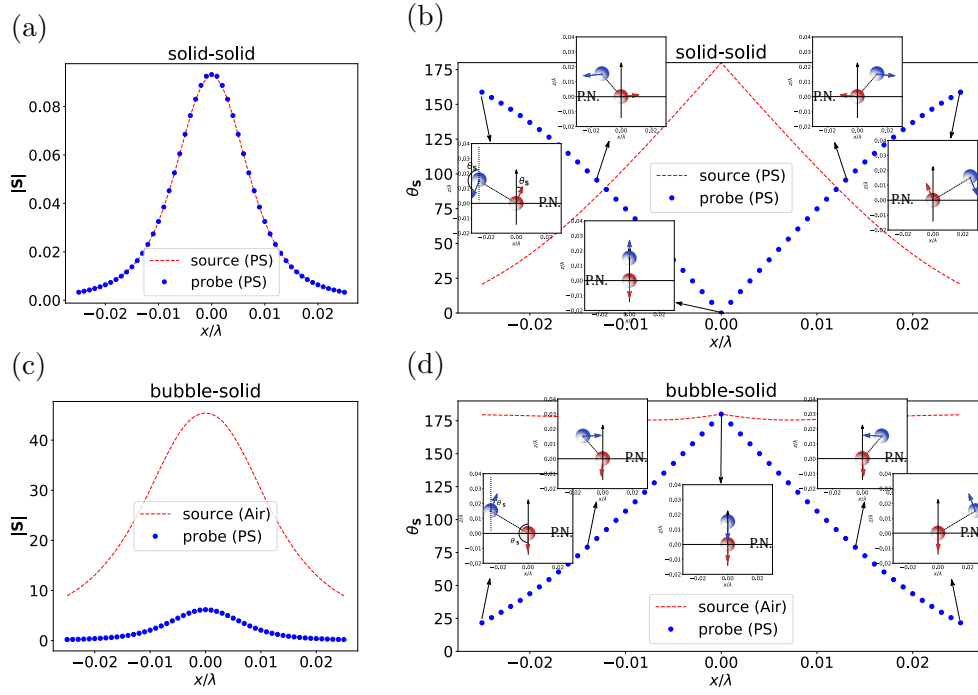 (a)
solid-solid
|S|
0.08
0.06
0.04
0.02
0.00
source (PS)
probe (PS)
−0.02
−0.01
0.00
0.01
0.02
x/λ
(b)
solid-solid
θS
175
150
125
100
75
50
25
0
source (PS)
probe (PS)
P.N.
P.N.
P.N.
P.N.
P.N.
θS
θS
−0.02
−0.01
0.00
0.01
0.02
x/λ
(c)
bubble-solid
|S|
40
30
20
10
0
source (Air)
probe (PS)
−0.02
−0.01
0.00
0.01
0.02
x/λ
(d)
bubble-solid
θS
175
150
125
100
75
50
25
0
P.N.
P.N.
P.N.
P.N.
P.N.
θS
θS
source (Air)
probe (PS)
−0.02
−0.01
0.00
0.01
0.02
x/λ